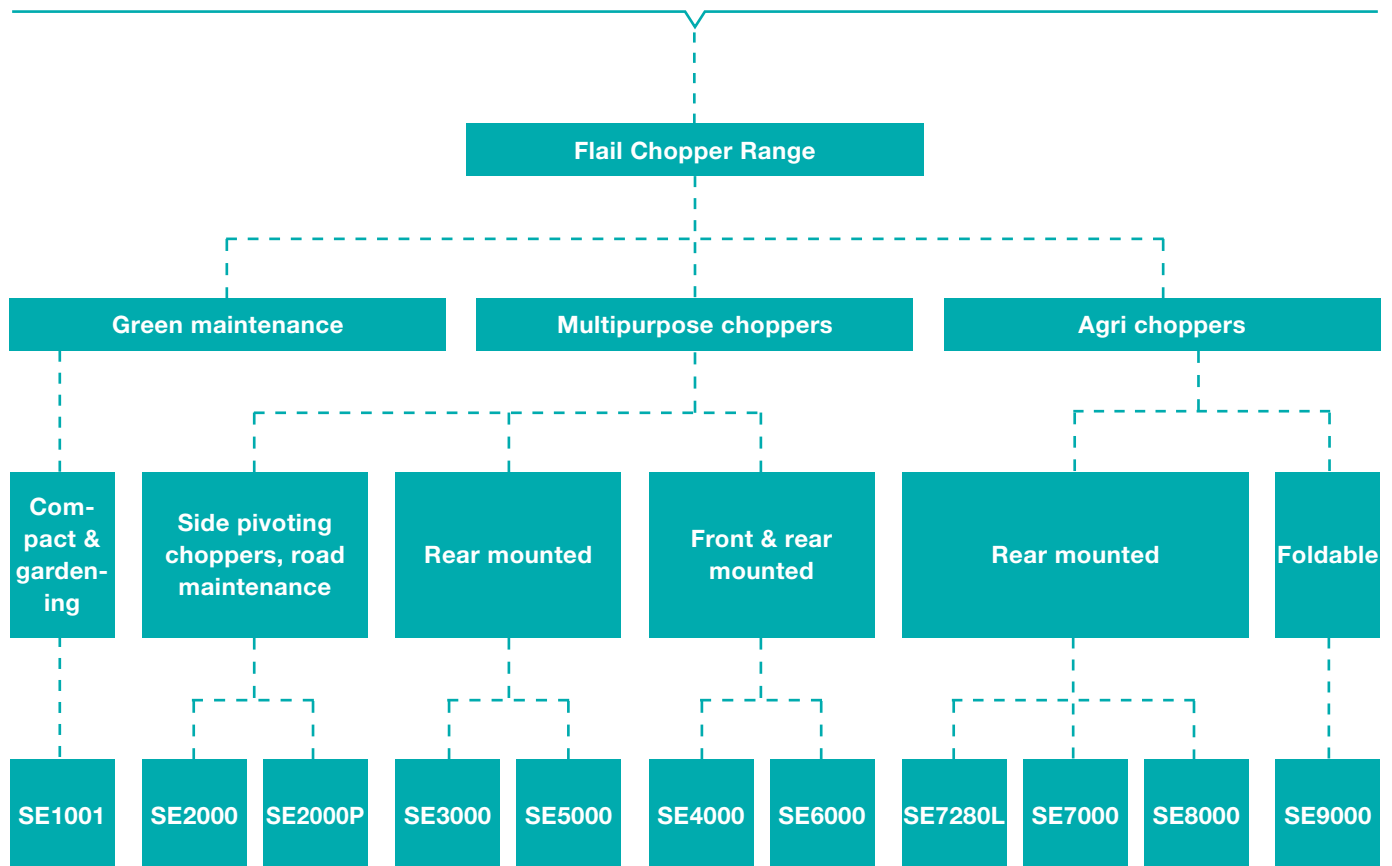 Flail Chopper Range
Green maintenance
Multipurpose choppers
Agri choppers
Com-
pact &
garden-
ing
Side pivoting
choppers, road
maintenance
Rear mounted
Front & rear
mounted
Rear mounted
Foldable
SE1001
SE2000
SE2000P
SE3000
SE5000
SE4000
SE6000
SE7280L
SE7000
SE8000
SE9000